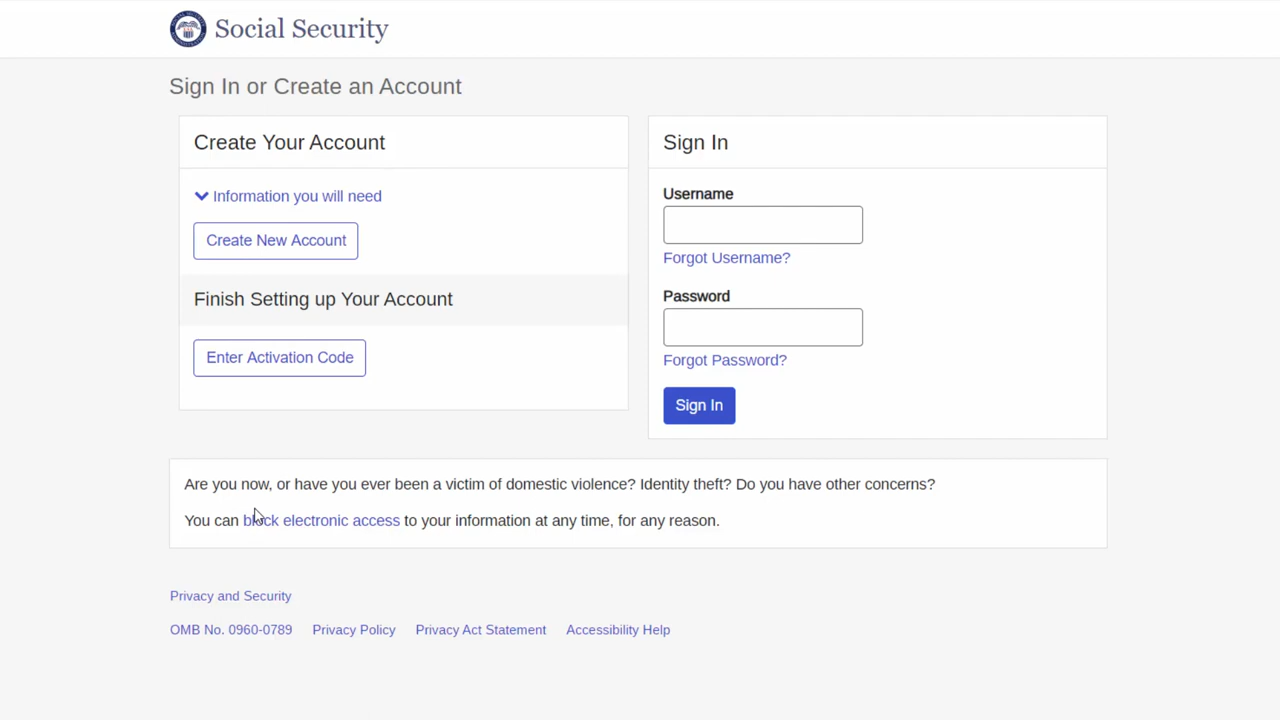 Social Security
Sign In or Create an Account
Create Your Account
Information you will need
Create New Account
Finish Setting up Your Account
Enter Activation Code
Sign In
Username
Forgot Username?
Password
Forgot Password?
Sign In
Are you now, or have you ever been a victim of domestic violence? Identity theft? Do you have other concerns?
You can block electronic access to your information at any time, for any reason.
Privacy and Security
OMB No. 0960-0789 Privacy Policy Privacy Act Statement Accessibility Help